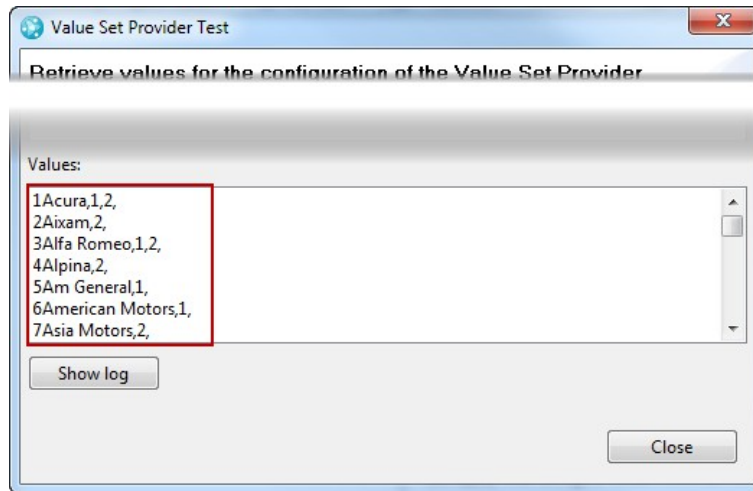 Value Set Provider Test
Retrieve values for the configuration of the Value Set Provider
Values:
1Acura,1,2,
2Aixam,2,
3Alfa Romeo,1,2,
4Alpina,2,
5Am General,1,
6American Motors,1,
7Asia Motors,2,
Show log
Close